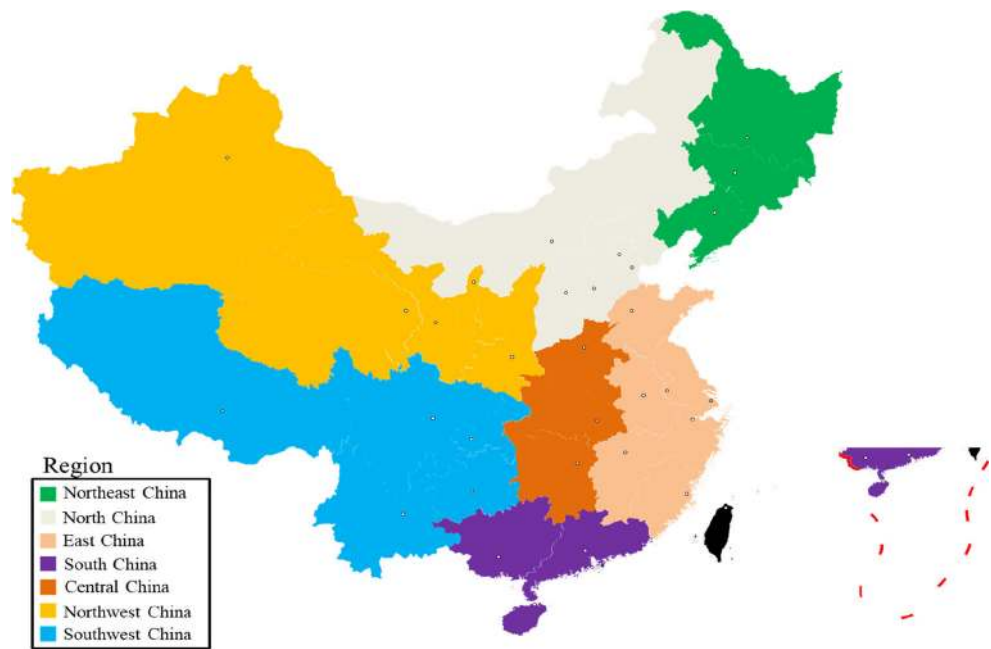 Region
Northeast China
North China
East China
South China
Central China
Northwest China
Southwest China